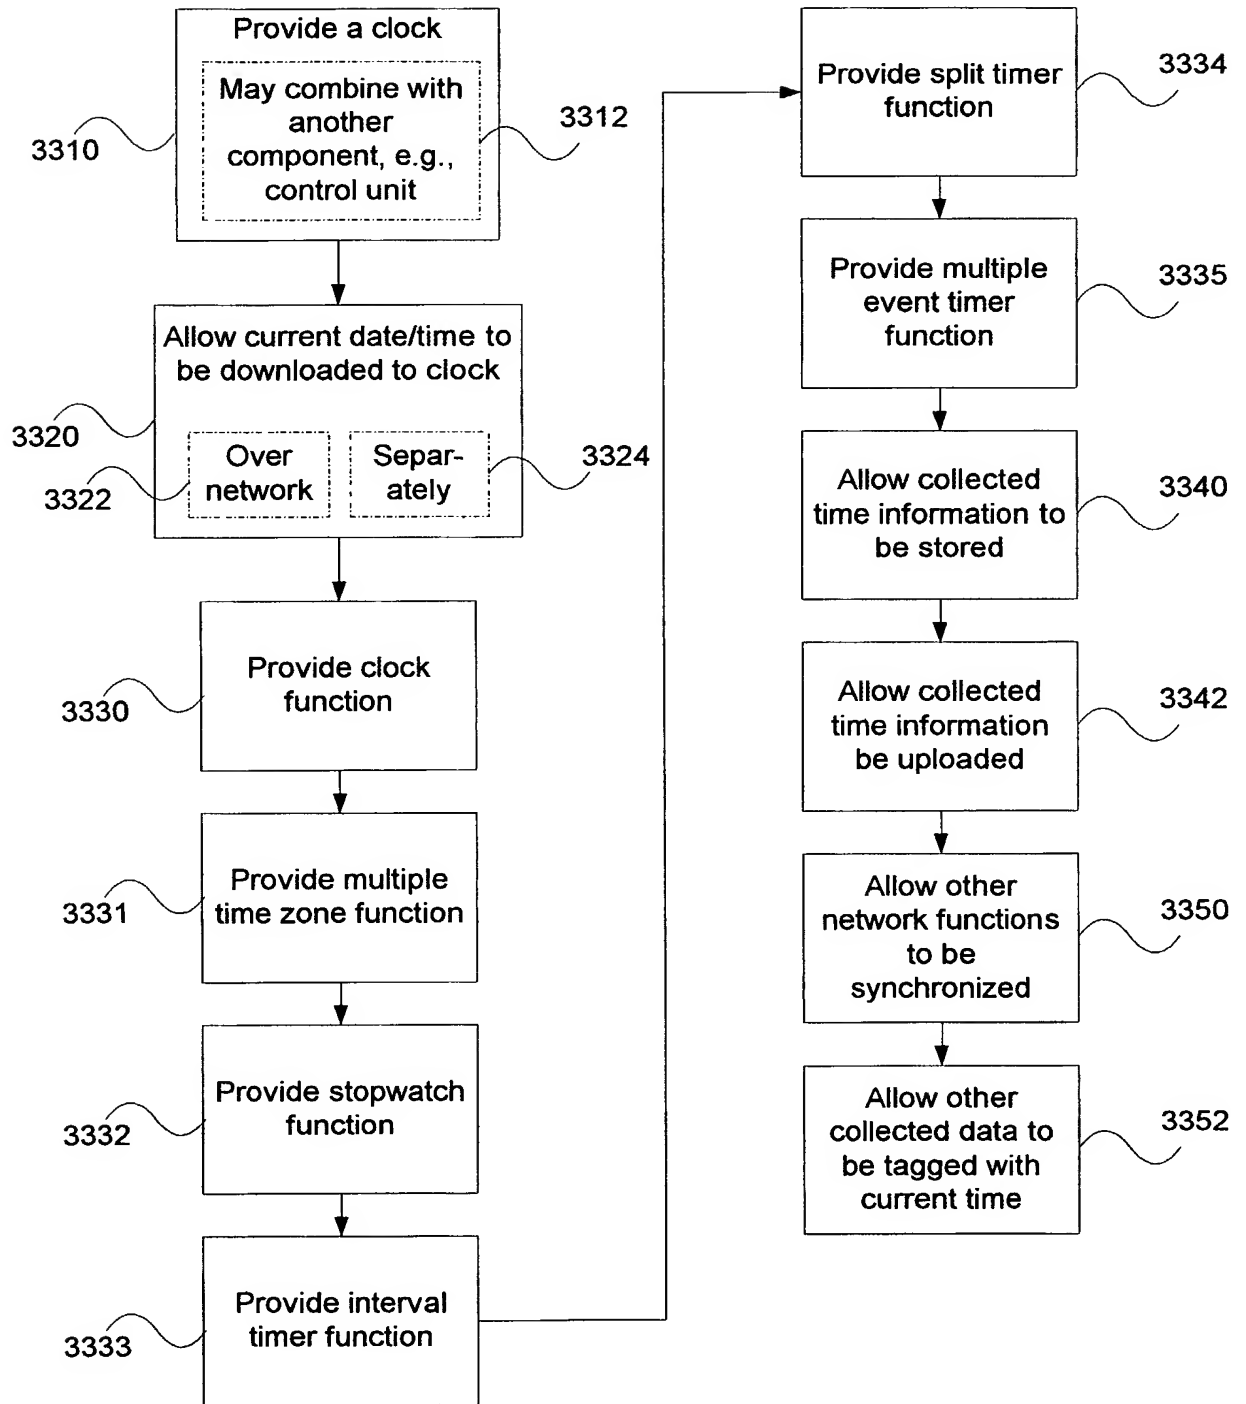 Provide a clock
May combine with
another
component, e.g.,
control unit
3310
3312
Allow current date/time to
be downloaded to clock
3320
Over
network
3322
Separ-
ately
3324
Provide clock
function
3330
Provide multiple
time zone function
3331
Provide stopwatch
function
3332
Provide interval
timer function
3333
Provide split timer
function
3334
Provide multiple
event timer
function
3335
Allow collected
time information to
be stored
3340
Allow collected
time information
be uploaded
3342
Allow other
network functions
to be
synchronized
3350
Allow other
collected data to
be tagged with
current time
3352